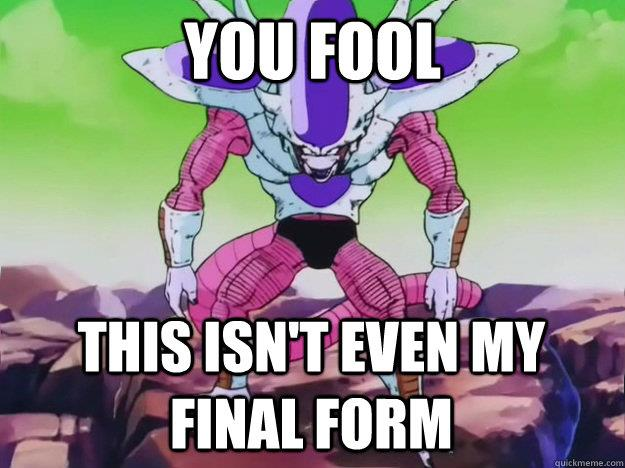 YOU FOOL
THIS ISN'T EVEN MY
FINAL FORM
quickmeme.com